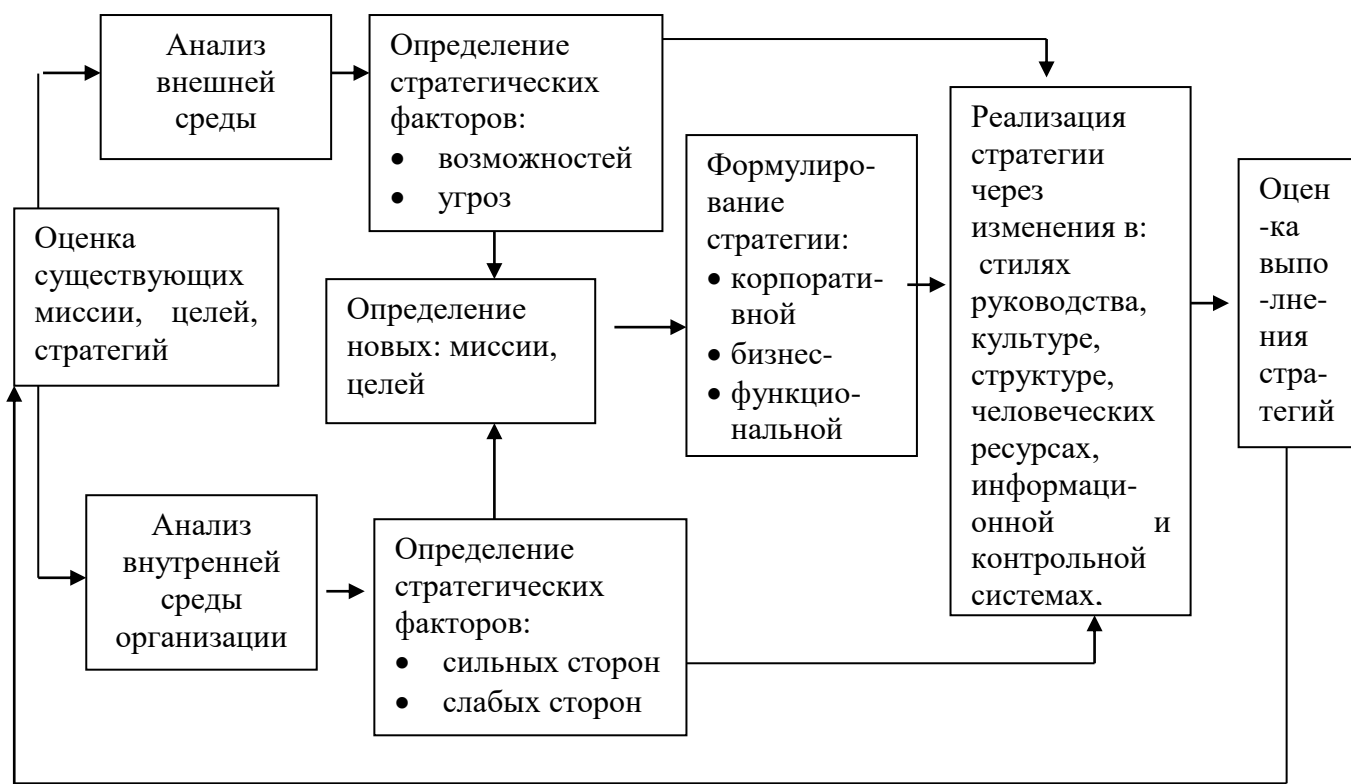 Анализ
внешней
среды
Определение
стратегических
факторов:
• возможностей
• угроз
Оценка
существующих
миссии, целей,
стратегий
Определение
новых: миссии,
целей
Формулиро-
вание
стратегии:
• корпорати-
вной
• бизнес-
• функцио-
нальной
Реализация
стратегии
через
изменения в:
стилях
руководства,
культуре,
структуре,
человеческих
ресурсах,
информаци-
онной и
контрольной
системах.
Оцен
-ка
выпо
-лне-
ния
стра-
тегий
Анализ
внутренней
среды
организации
Определение
стратегических
факторов:
• сильных сторон
• слабых сторон